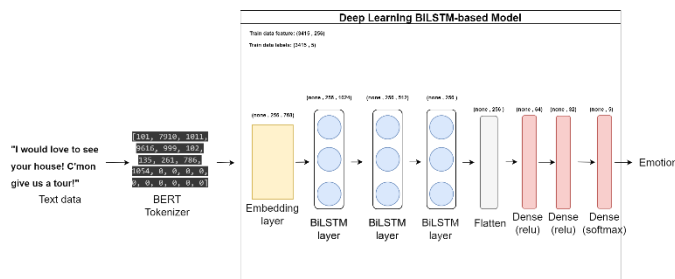 Deep Learning BILSTM-based Model
Train data feature: (9415 , 256)
Train data labels: (9415 , 5)
"I would love to see
your house! C'mon
give us a tour!"
Text data
[101, 7910, 1011,
9616, 999, 102,
135, 261, 786,
1054, 0, 0, 0, 0,
0, 0, 0, 0, 0, 0]
BERT
Tokenizer
(none , 256 , 768)
Embedding
layer
(none , 256 , 1024)
BiLSTM
layer
(none , 256 , 512)
BiLSTM
layer
(none , 256 )
BiLSTM
layer
(none , 256 )
Flatten
(none , 64)
Dense
(relu)
(none , 32)
Dense
(relu)
(none , 5)
Dense
(softmax)
Emotion